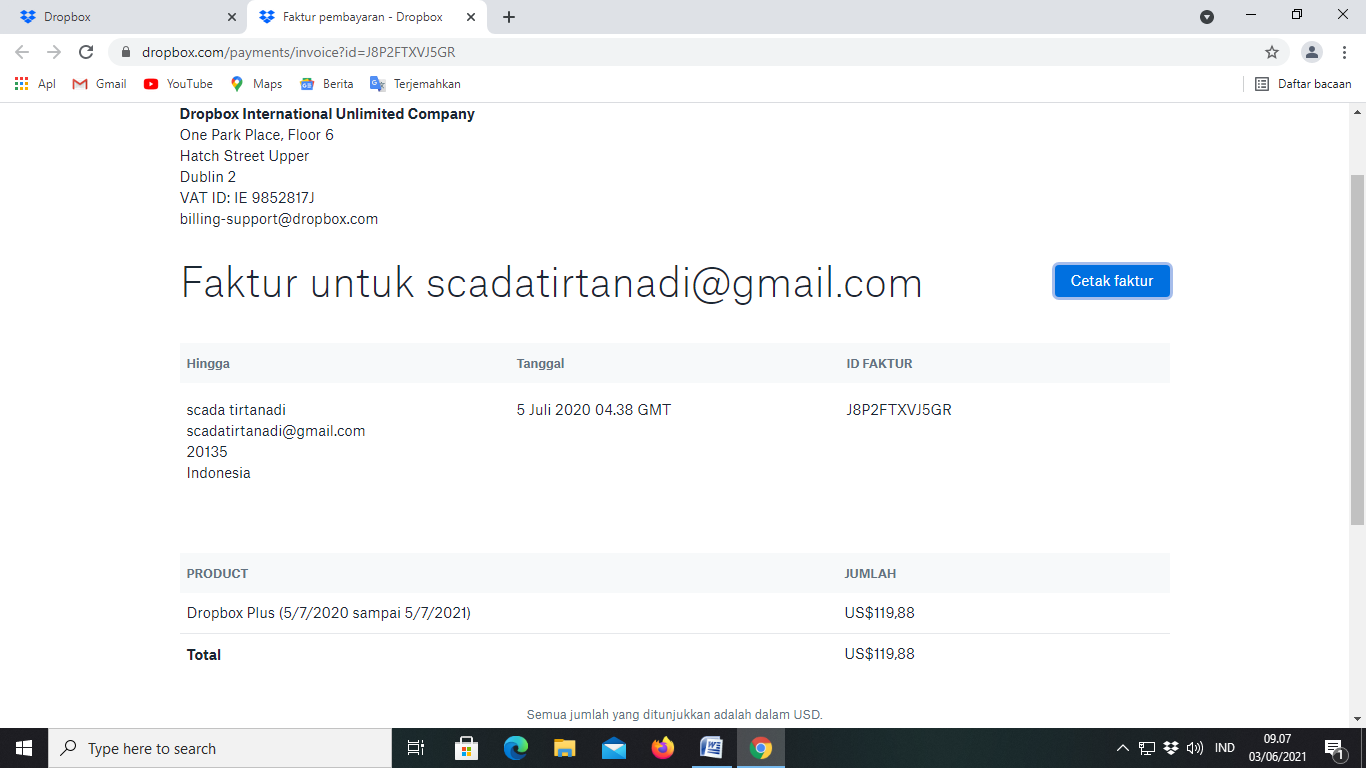 Dropbox
Faktur pembayaran - Dropbox
dropbox.com/payments/invoice?id=J8P2FTXVJ5GR
Apl Gmail YouTube Maps Berita Terjemahkan Daftar bacaan
Dropbox International Unlimited Company
One Park Place, Floor 6
Hatch Street Upper
Dublin 2
VAT ID: IE 9852817J
billing-support@dropbox.com
Faktur untuk scadatirtanadi@gmail.com
Cetak faktur
Hingga Tanggal ID FAKTUR
scada tirtanadi 5 Juli 2020 04.38 GMT J8P2FTXVJ5GR
scadatirtanadi@gmail.com
20135
Indonesia
PRODUCT JUMLAH
Dropbox Plus (5/7/2020 sampai 5/7/2021) US$119,88
Total US$119,88
Semua jumlah yang ditunjukkan adalah dalam USD.
Type here to search
IND
09.07
03/06/2021
1